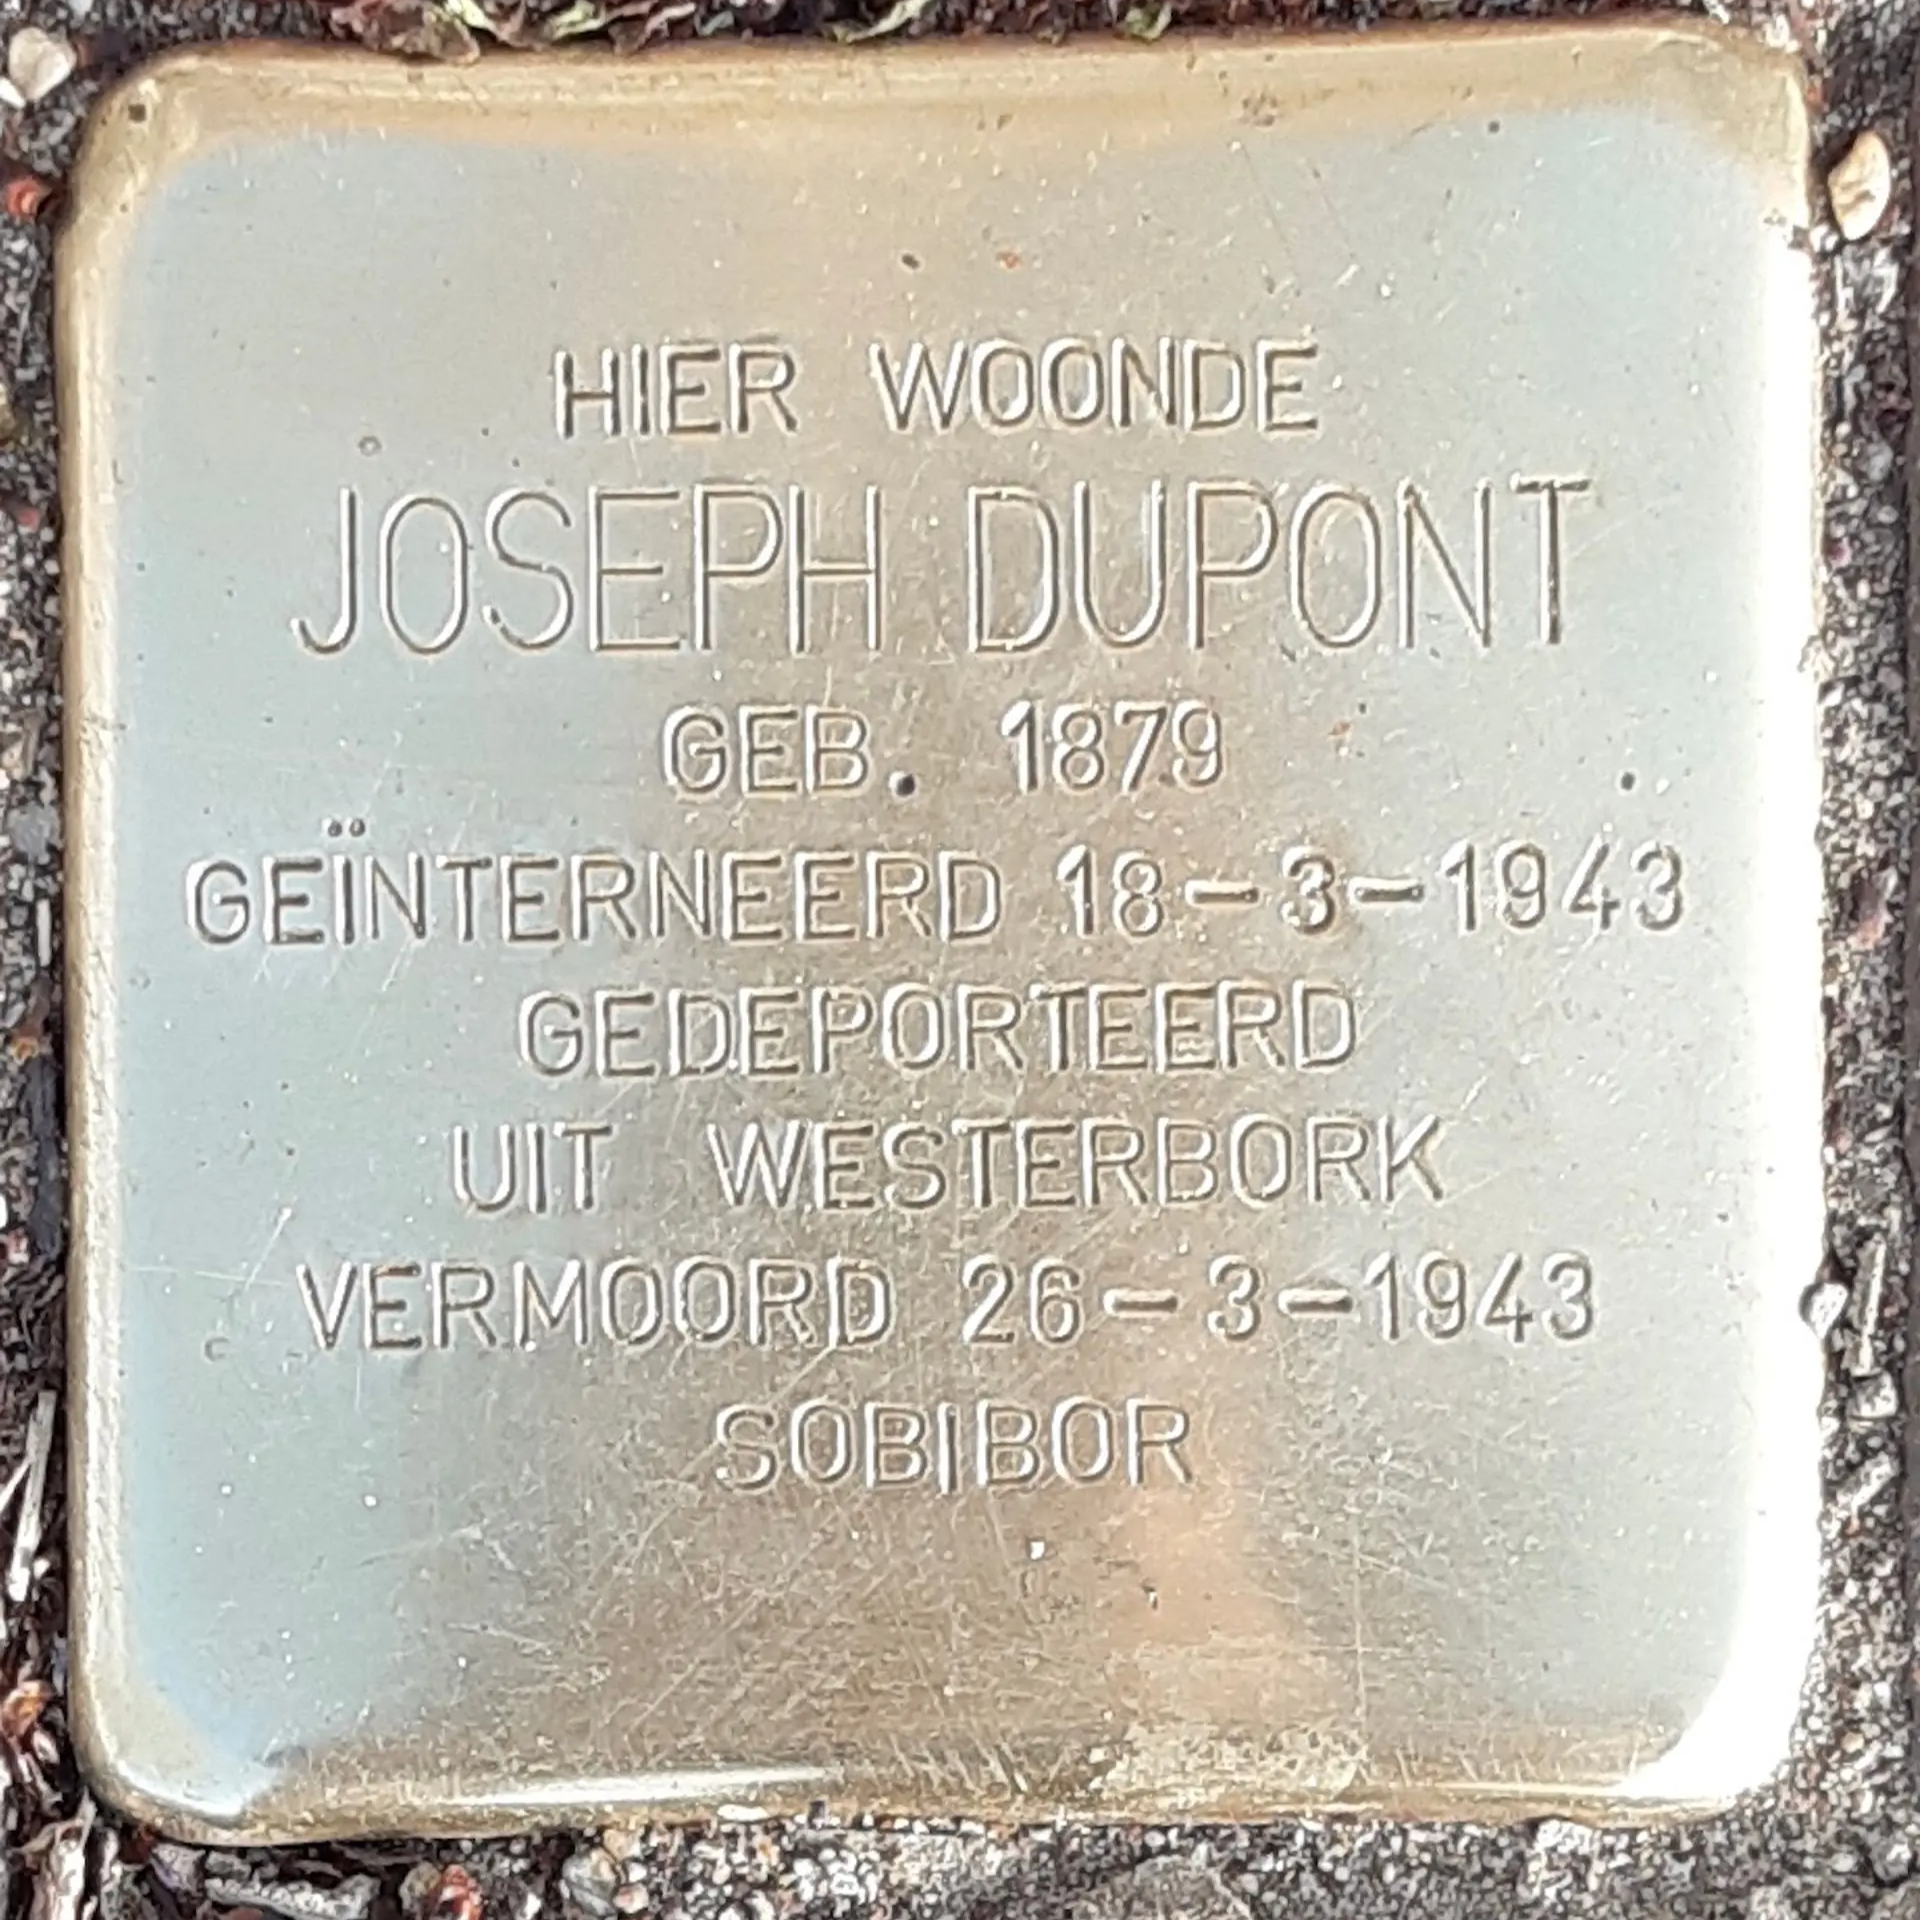 HIER WOONDE
JOSEPH DUPONT
GEB. 1879
GEÏNTERNEERD 18-3-1943
GEDEPORTEERD
UIT WESTERBORK
VERMOORD 26-3-1943
SOBIBOR